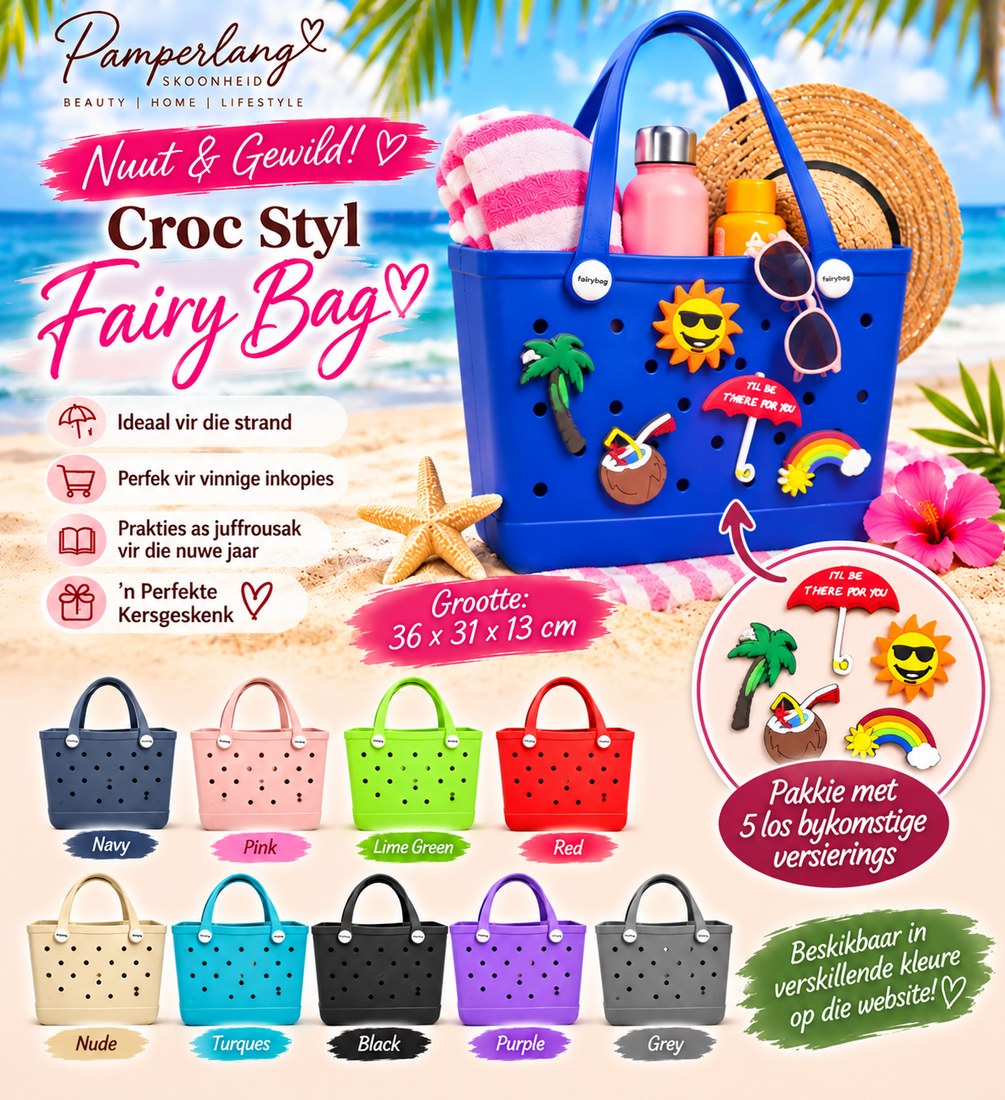 Pamperlang
SKOONHEID
BEAUTY | HOME | LIFESTYLE
Nuut & Gewild!
Croc Styl
Fairy Bag
Ideaal vir die strand
Perfek vir vinnige inkopies
Prakties as juffrousak
vir die nuwe jaar
'n Perfekte
Kersgeskenk
fairybag
fairybag
I'LL BE
THERE FOR YOU
Grootte:
36 x 31 x 13 cm
I'LL BE
THERE FOR YOU
Pakkie met
5 los bykomstige
versierings
Navy
Pink
Lime Green
Red
Nude
Turques
Black
Purple
Grey
Beskikbaar in
verskillende kleure
op die website!